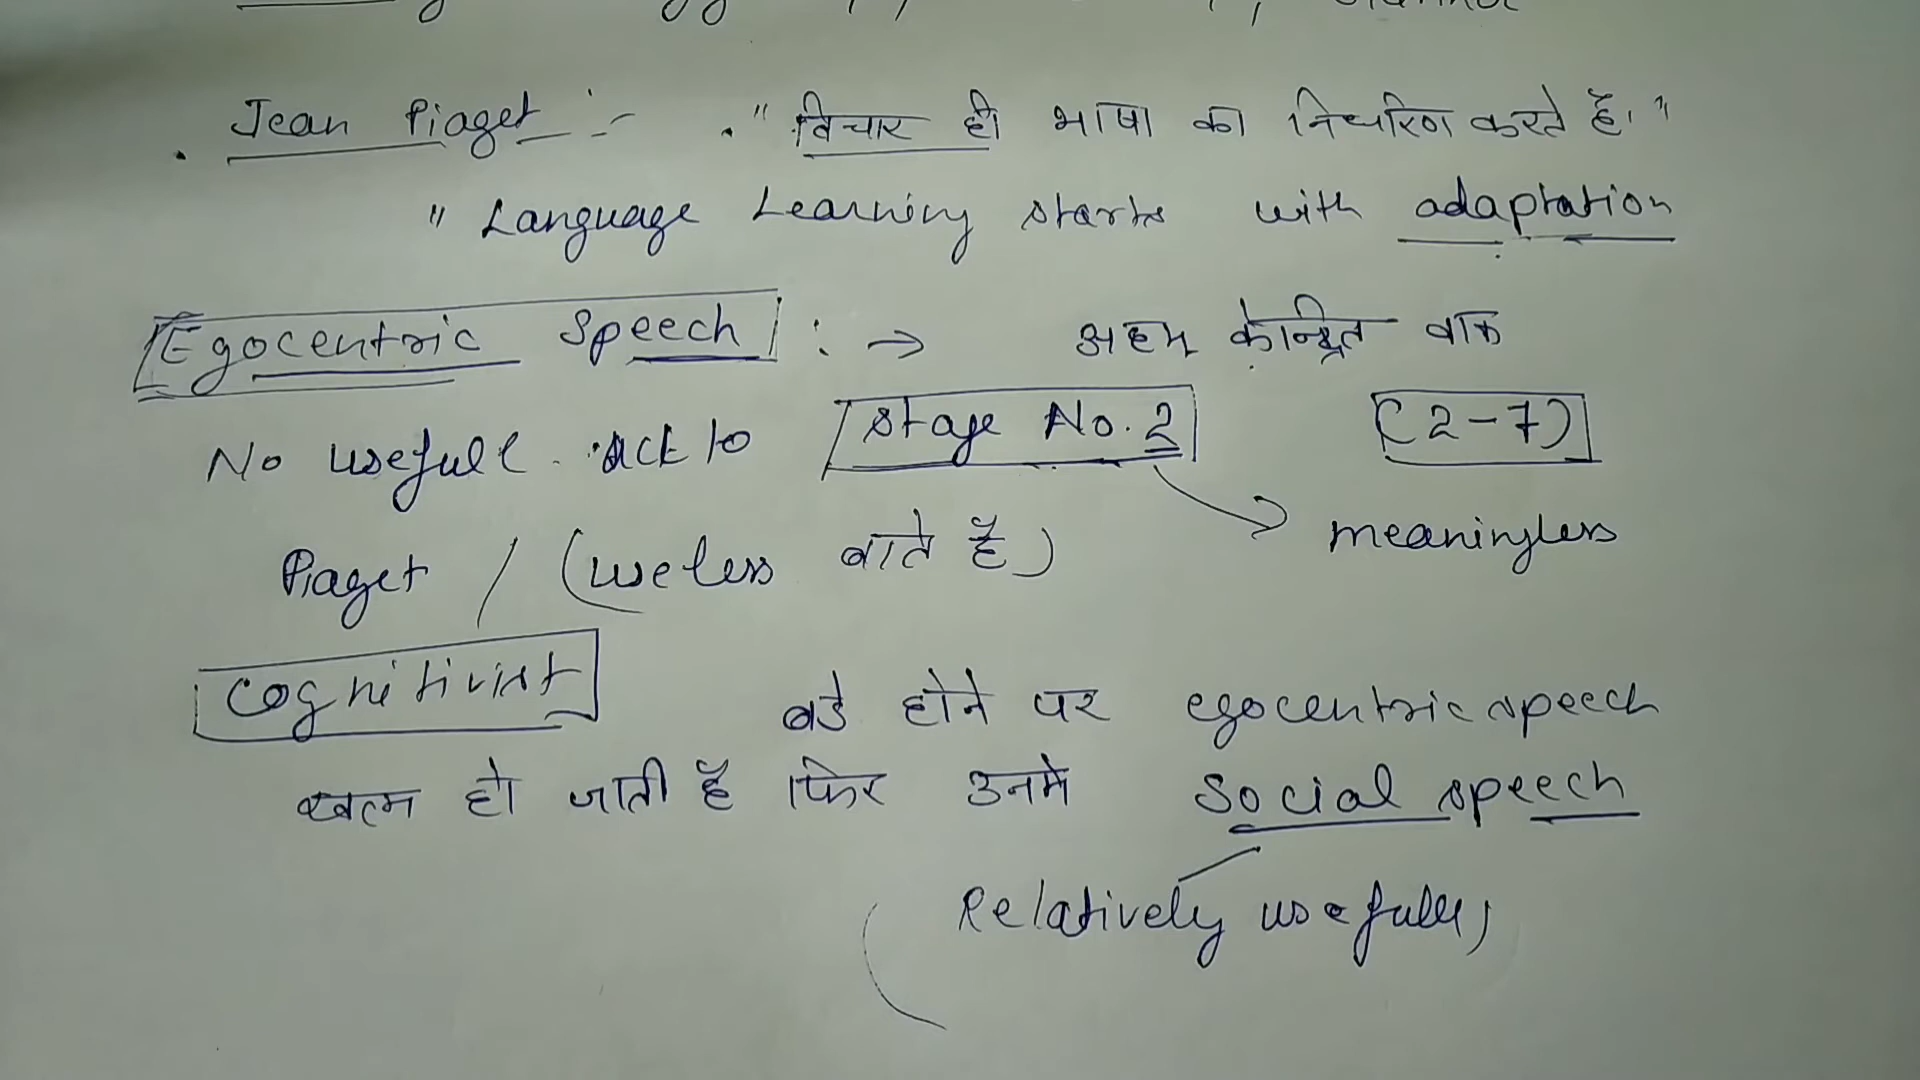 Jean Piaget :- . " विचार ही भाषा का निर्धारण करते हैं। "
" Language Learning starts with adaptation
Egocentric Speech : → अहम केन्द्रित वाक
No usefull acc to Stage No. 2 (2-7)
Piaget / (useless बाते हैं) meaningless
Cognitivist
बडे होने पर egocentric speech
खत्म हो जाती हैं फिर उनमे social speech
(Relatively usefull)